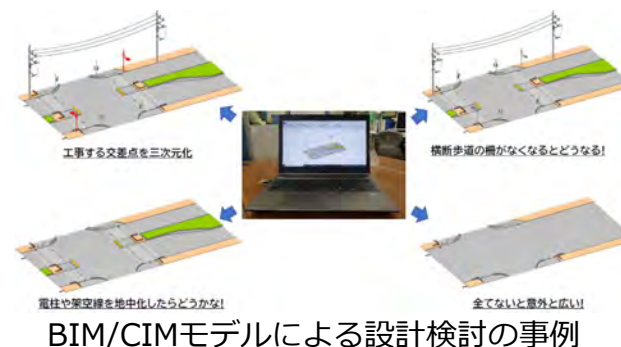 工事する交差点を三次元化
横断歩道の柵がなくなるとどうなる!
電柱や架空線を地中化したらどうかな!
全てないと意外と広い!
BIM/CIMモデルによる設計検討の事例